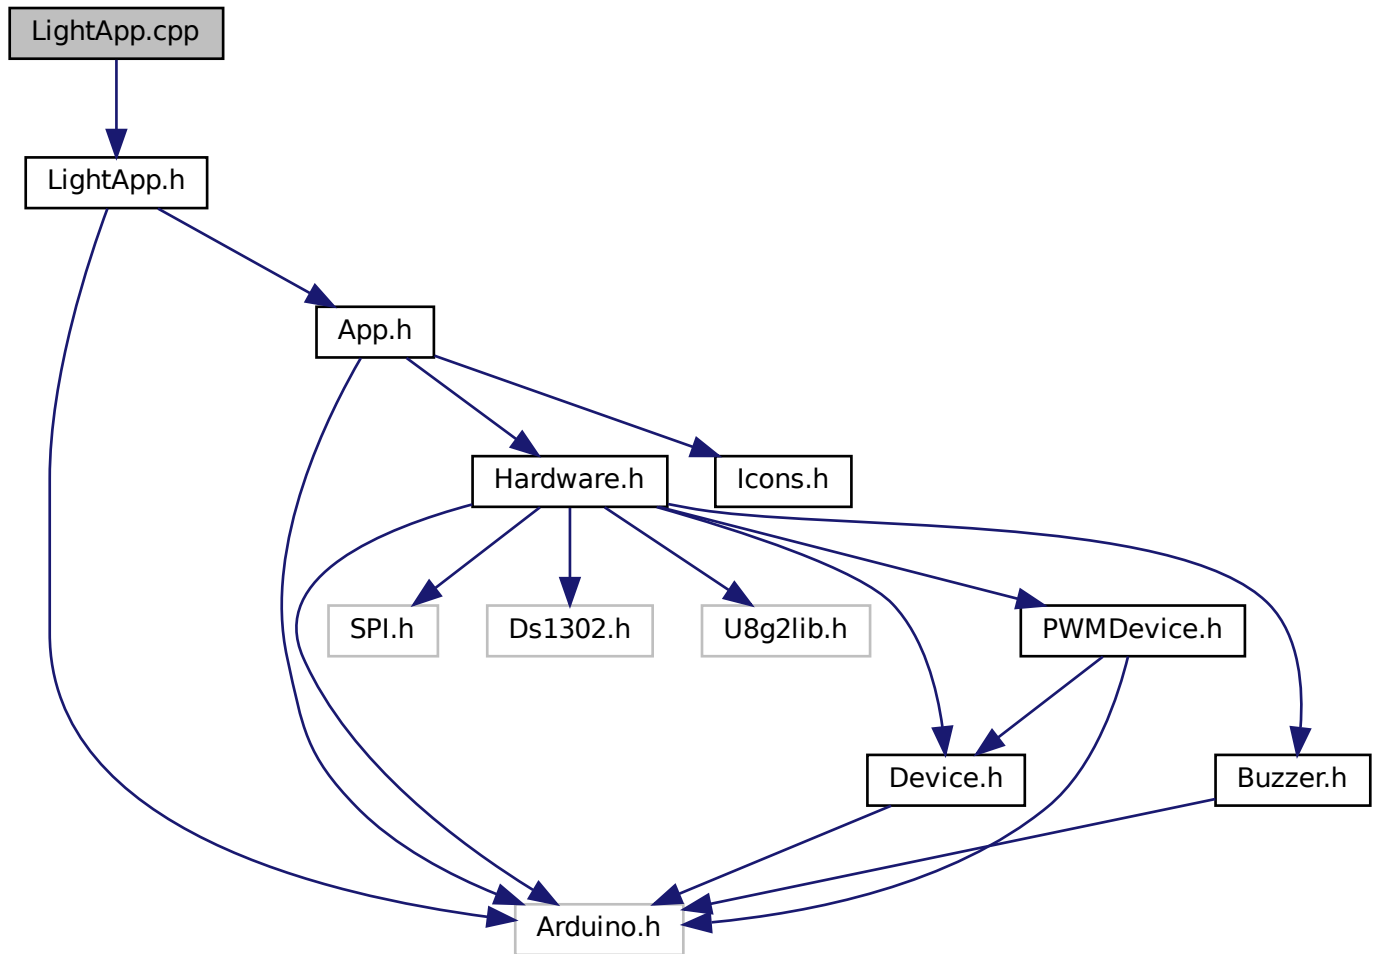 LightApp.cpp
LightApp.h
App.h
Hardware.h
Icons.h
SPI.h
Ds1302.h
U8g2lib.h
PWMDevice.h
Device.h
Buzzer.h
Arduino.h